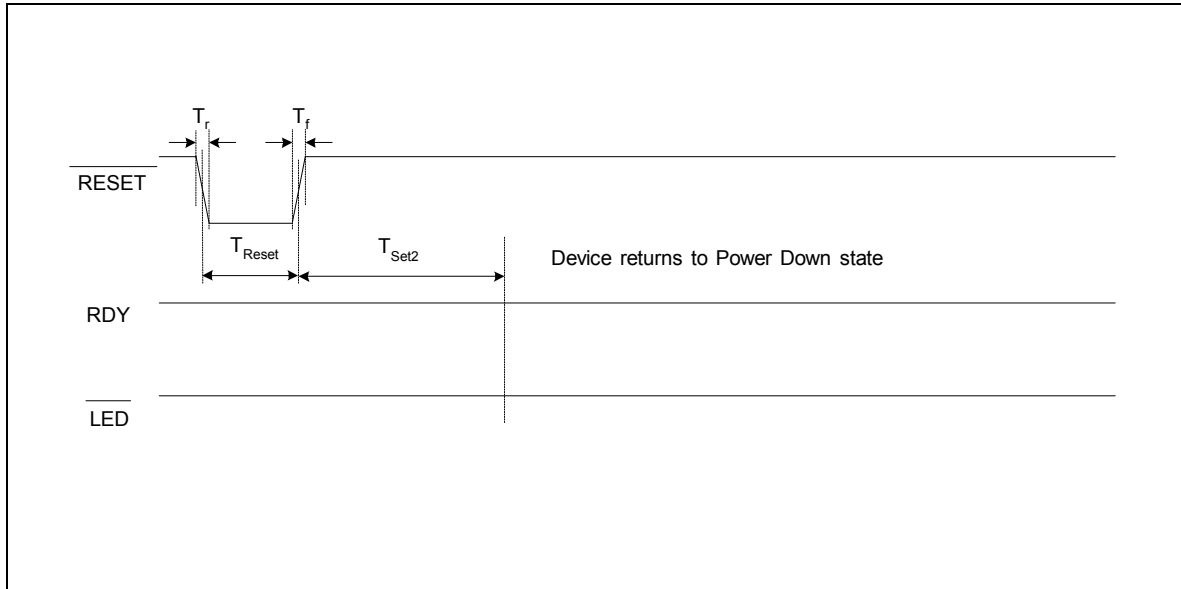 Tr Tf
RESET
TReset TSet2 Device returns to Power Down state
RDY
LED